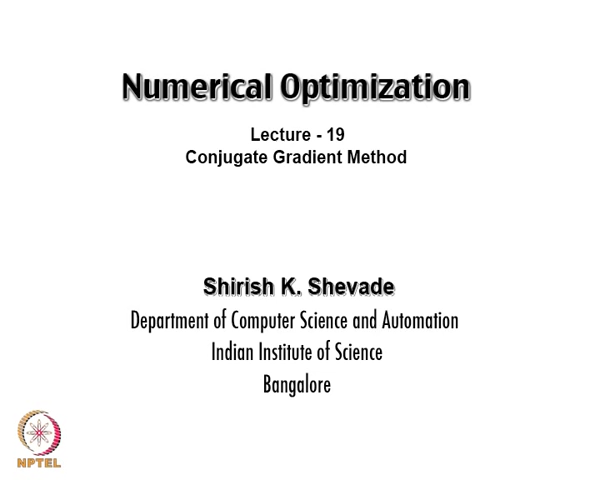 Numerical Optimization
Lecture - 19
Conjugate Gradient Method
Shirish K. Shevade
Department of Computer Science and Automation
Indian Institute of Science
Bangalore
NPTEL